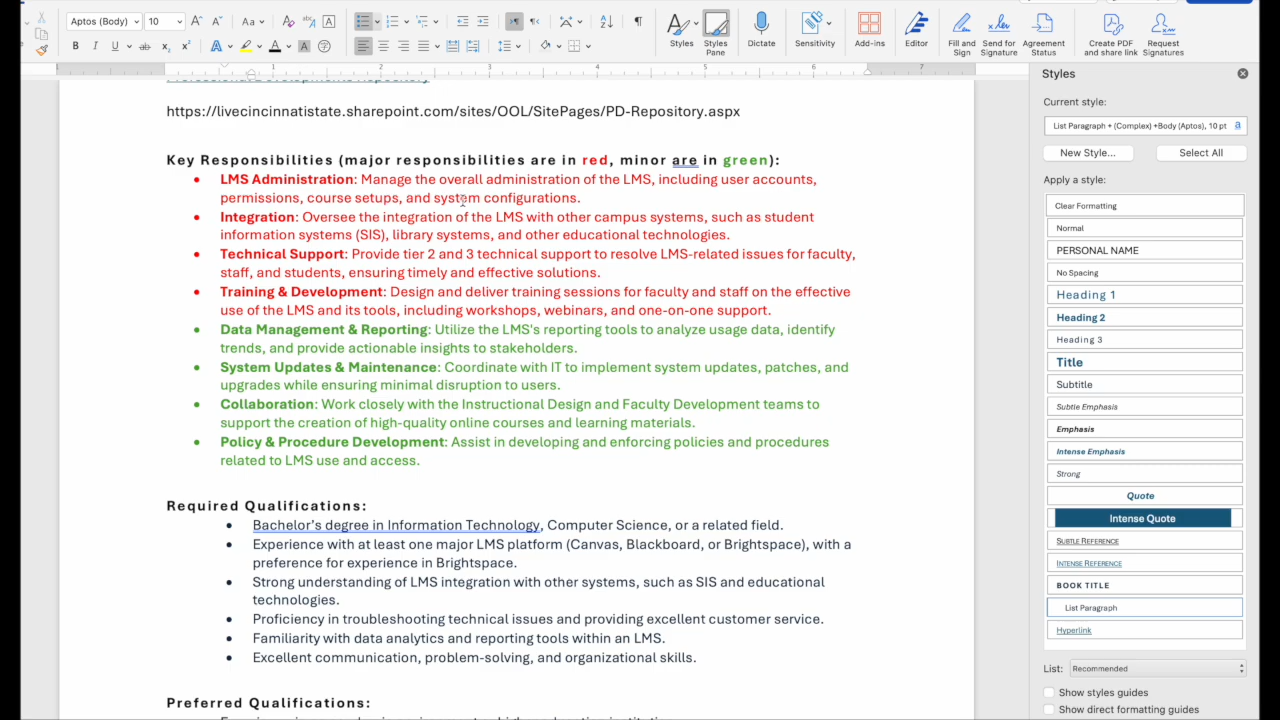 Aptos (Body)
10
Styles
Styles Pane
Dictate
Sensitivity
Add-ins
Editor
Fill and Sign
Send for Signature
Agreement Status
Create PDF and share link
Request Signatures
1
2
3
4
5
6
7
https://livecincinnatistate.sharepoint.com/sites/OOL/SitePages/PD-Repository.aspx
Key Responsibilities (major responsibilities are in red, minor are in green):
• LMS Administration: Manage the overall administration of the LMS, including user accounts,
permissions, course setups, and system configurations.
• Integration: Oversee the integration of the LMS with other campus systems, such as student
information systems (SIS), library systems, and other educational technologies.
• Technical Support: Provide tier 2 and 3 technical support to resolve LMS-related issues for faculty,
staff, and students, ensuring timely and effective solutions.
• Training & Development: Design and deliver training sessions for faculty and staff on the effective
use of the LMS and its tools, including workshops, webinars, and one-on-one support.
• Data Management & Reporting: Utilize the LMS's reporting tools to analyze usage data, identify
trends, and provide actionable insights to stakeholders.
• System Updates & Maintenance: Coordinate with IT to implement system updates, patches, and
upgrades while ensuring minimal disruption to users.
• Collaboration: Work closely with the Instructional Design and Faculty Development teams to
support the creation of high-quality online courses and learning materials.
• Policy & Procedure Development: Assist in developing and enforcing policies and procedures
related to LMS use and access.
Required Qualifications:
• Bachelor's degree in Information Technology, Computer Science, or a related field.
• Experience with at least one major LMS platform (Canvas, Blackboard, or Brightspace), with a
preference for experience in Brightspace.
• Strong understanding of LMS integration with other systems, such as SIS and educational
technologies.
• Proficiency in troubleshooting technical issues and providing excellent customer service.
• Familiarity with data analytics and reporting tools within an LMS.
• Excellent communication, problem-solving, and organizational skills.
Preferred Qualifications:
Styles
Current style:
List Paragraph + (Complex) +Body (Aptos), 10 pt
New Style...
Select All
Apply a style:
Clear Formatting
Normal
PERSONAL NAME
No Spacing
Heading 1
Heading 2
Heading 3
Title
Subtitle
Subtle Emphasis
Emphasis
Intense Emphasis
Strong
Quote
Intense Quote
SUBTLE REFERENCE
INTENSE REFERENCE
BOOK TITLE
List Paragraph
Hyperlink
List: Recommended
Show styles guides
Show direct formatting guides